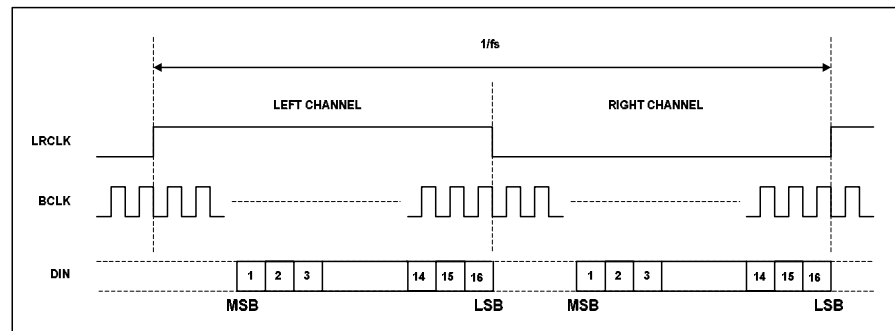 1/fs
LEFT CHANNEL RIGHT CHANNEL
LRCLK
BCLK
DIN 1 2 3 14 15 16 1 2 3 14 15 16
MSB LSB MSB LSB